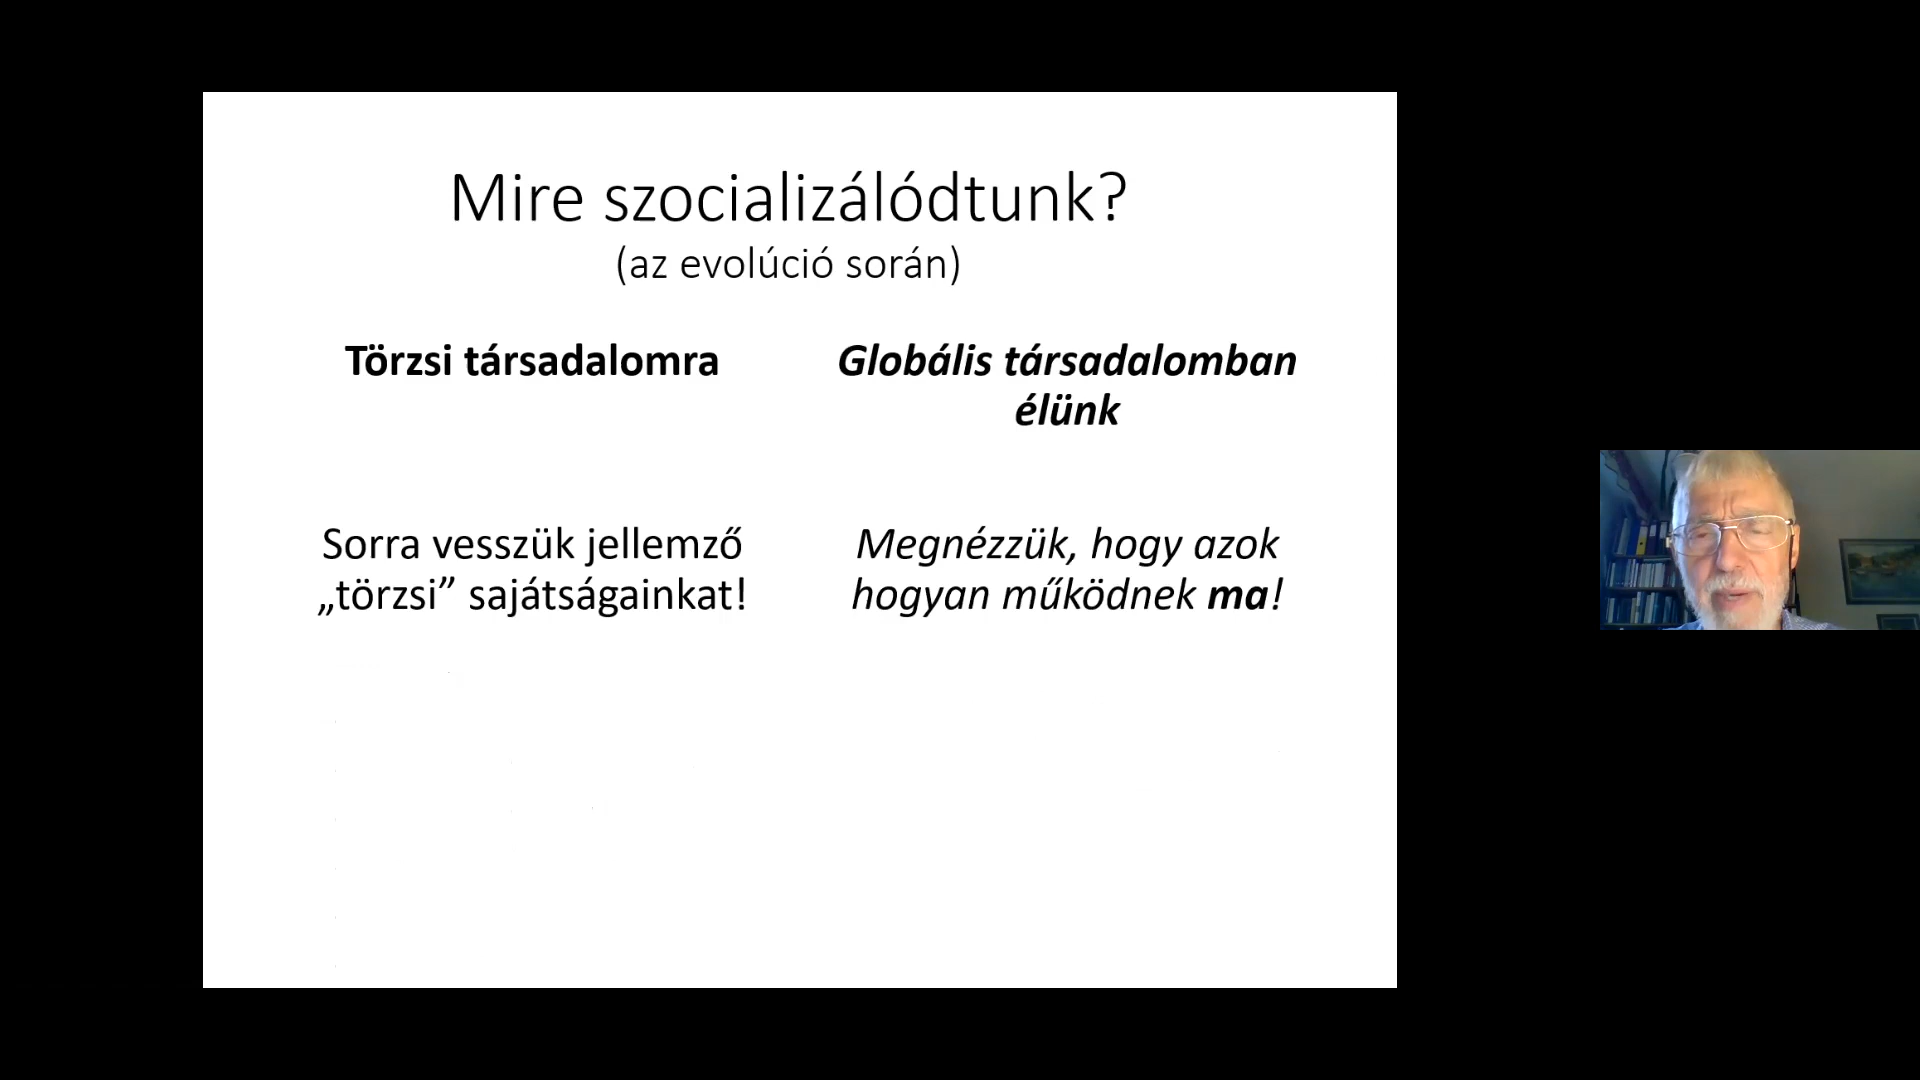 Mire szocializálódtunk?
(az evolúció során)
Törzsi társadalomra
Sorra vesszük jellemző
„törzsi” sajátságainkat!
Globális társadalomban
élünk
Megnézzük, hogy azok
hogyan működnek ma!